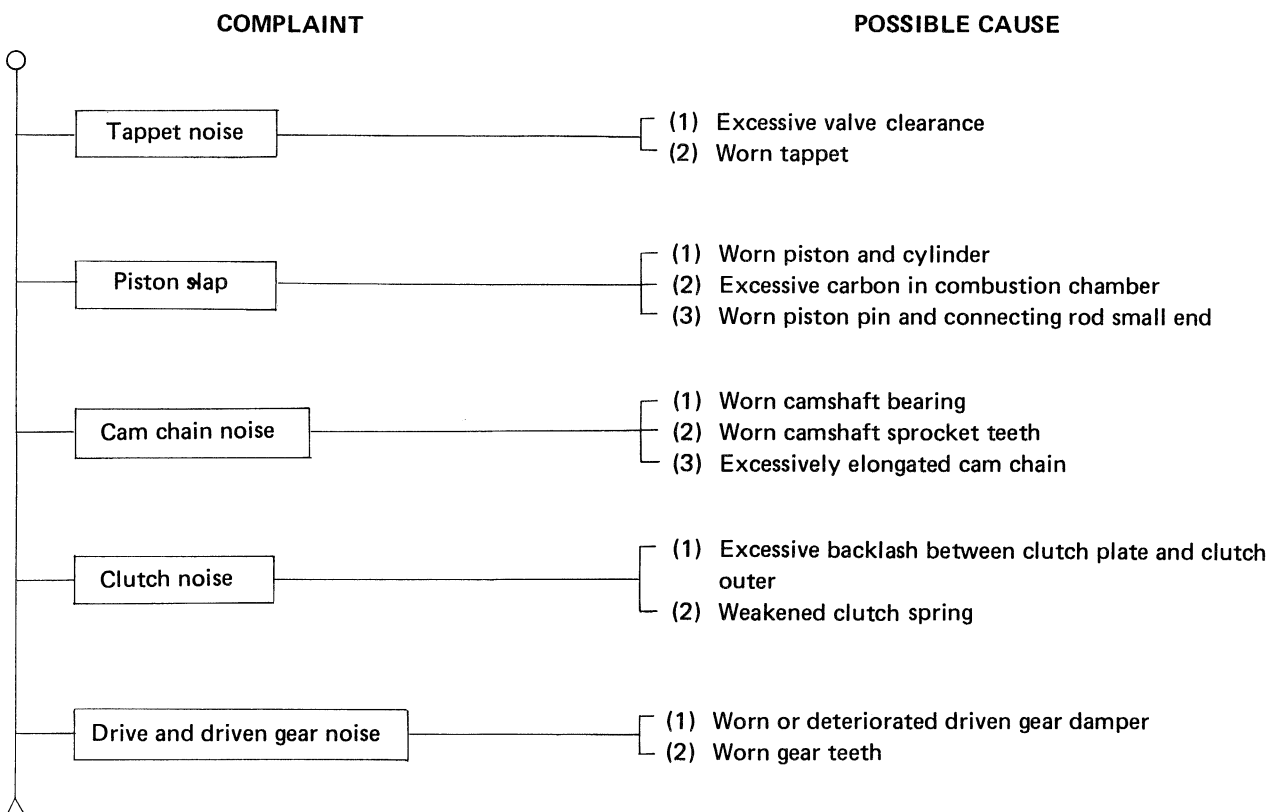 COMPLAINT POSSIBLE CAUSE
Tappet noise
(1) Excessive valve clearance
(2) Worn tappet
Piston slap
(1) Worn piston and cylinder
(2) Excessive carbon in combustion chamber
(3) Worn piston pin and connecting rod small end
Cam chain noise
(1) Worn camshaft bearing
(2) Worn camshaft sprocket teeth
(3) Excessively elongated cam chain
Clutch noise
(1) Excessive backlash between clutch plate and clutch
outer
(2) Weakened clutch spring
Drive and driven gear noise
(1) Worn or deteriorated driven gear damper
(2) Worn gear teeth